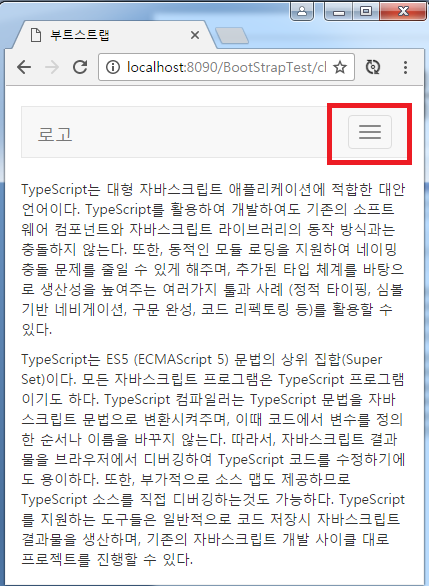 부트스트랩
localhost:8090/BootStrapTest/cl
로고
TypeScript는 대형 자바스크립트 애플리케이션에 적합한 대안
언어이다. TypeScript를 활용하여 개발하여도 기존의 소프트
웨어 컴포넌트와 자바스크립트 라이브러리의 동작 방식과는
충돌하지 않는다. 또한, 동적인 모듈 로딩을 지원하여 네이밍
충돌 문제를 줄일 수 있게 해주며, 추가된 타입 체계를 바탕으
로 생산성을 높여주는 여러가지 툴과 사례 (정적 타이핑, 심볼
기반 네비게이션, 구문 완성, 코드 리펙토링 등)를 활용할 수
있다.
TypeScript는 ES5 (ECMAScript 5) 문법의 상위 집합(Super
Set)이다. 모든 자바스크립트 프로그램은 TypeScript 프로그램
이기도 하다. TypeScript 컴파일러는 TypeScript 문법을 자바
스크립트 문법으로 변환시켜주며, 이때 코드에서 변수를 정의
한 순서나 이름을 바꾸지 않는다. 따라서, 자바스크립트 결과
물을 브라우저에서 디버깅하여 TypeScript 코드를 수정하기에
도 용이하다. 또한, 부가적으로 소스 맵도 제공하므로
TypeScript 소스를 직접 디버깅하는것도 가능하다. TypeScript
를 지원하는 도구들은 일반적으로 코드 저장시 자바스크립트
결과물을 생산하며, 기존의 자바스크립트 개발 사이클 대로
프로젝트를 진행할 수 있다.